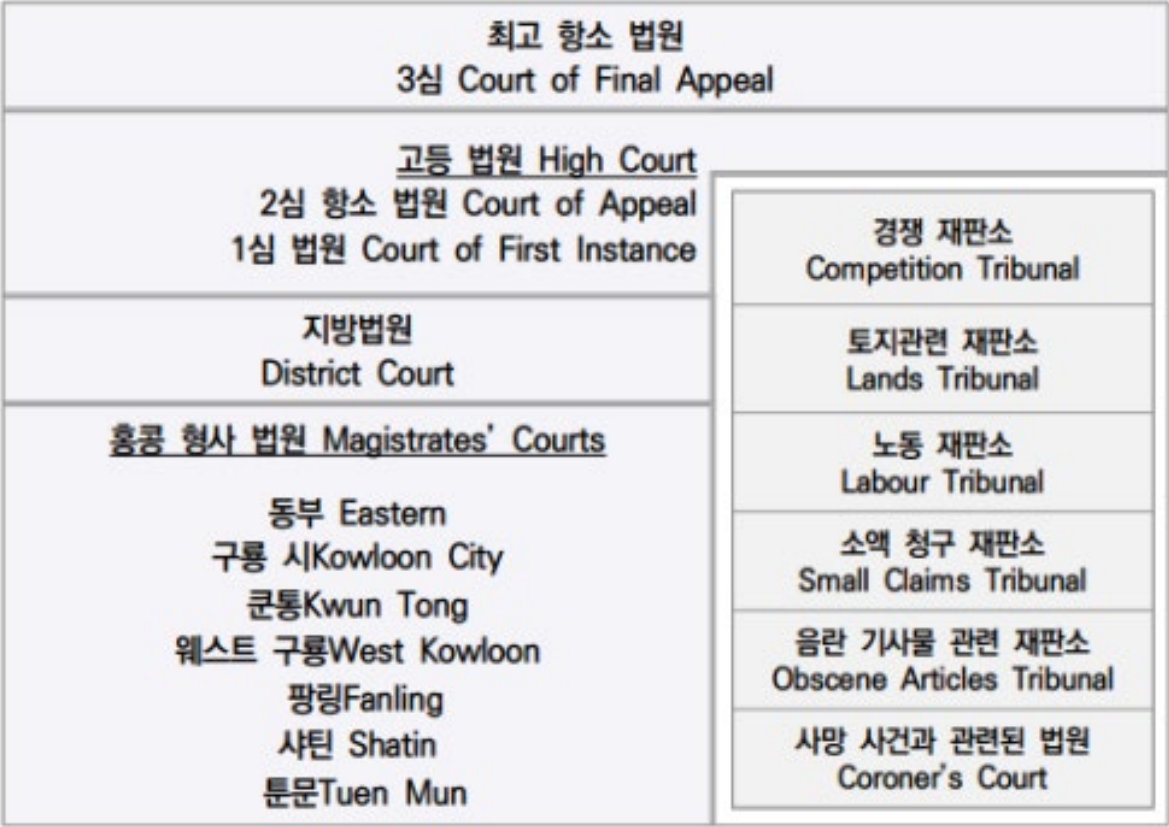 최고 항소 법원
3심 Court of Final Appeal
고등 법원 High Court
2심 항소 법원 Court of Appeal
1심 법원 Court of First Instance
지방법원
District Court
홍콩 형사 법원 Magistrates' Courts
동부 Eastern
구룡 시Kowloon City
쿤통Kwun Tong
웨스트 구룡West Kowloon
팡링Fanling
샤틴 Shatin
튼문Tuen Mun
경쟁 재판소
Competition Tribunal
토지관련 재판소
Lands Tribunal
노동 재판소
Labour Tribunal
소액 청구 재판소
Small Claims Tribunal
음란 기사물 관련 재판소
Obscene Articles Tribunal
사망 사건과 관련된 법원
Coroner's Court